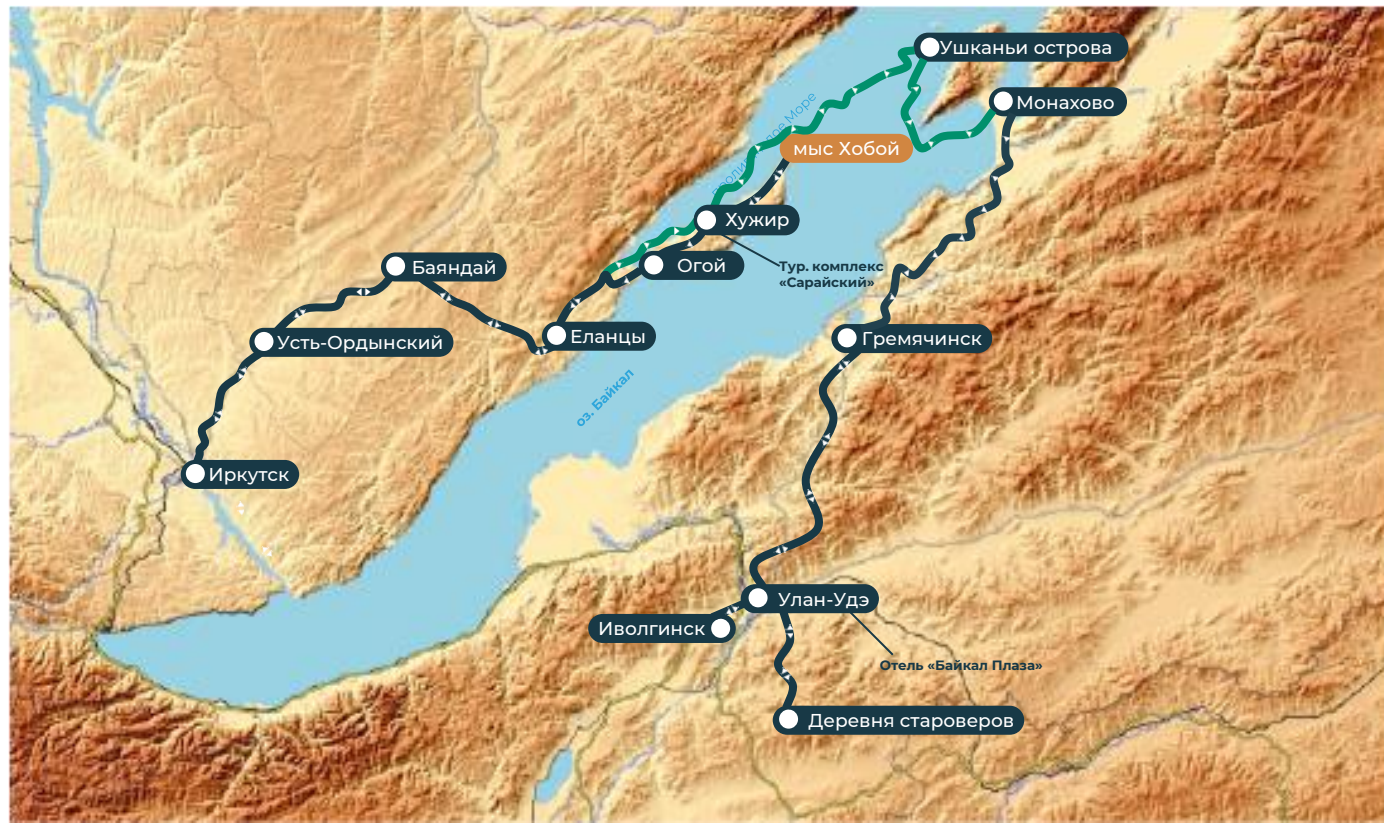 Ушканьи острова
Монахово
мыс Хобой
Хужир
Огой
Баяндай
Тур. комплекс
«Сарайский»
Еланцы
Усть-Ордынский
Гремячинск
оз. Байкал
Иркутск
Улан-Удэ
Иволгинск
Отель «Байкал Плаза»
Деревня староверов